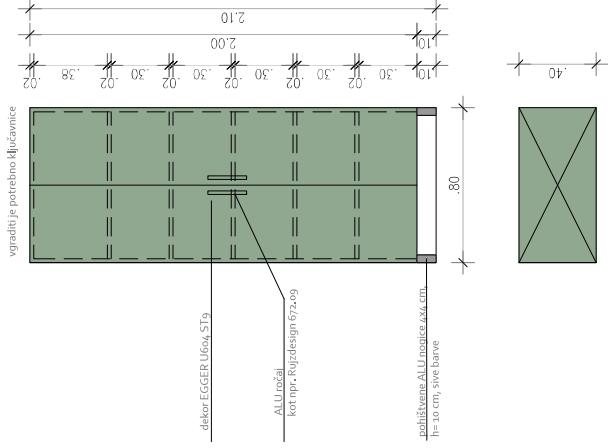 2.10
2.00
10
.02 .38 .02 .30 .02 .30 .02 .30 .02 .30 .02 .30 .02 10
.40
.80
vgraditi je potrebno ključavnice
dekor EGGER U604 ST9
ALU ročaj
kot npr. Rujzdesign 672.09
pohištvene ALU nogice 4x4 cm,
h= 10 cm, sive barve